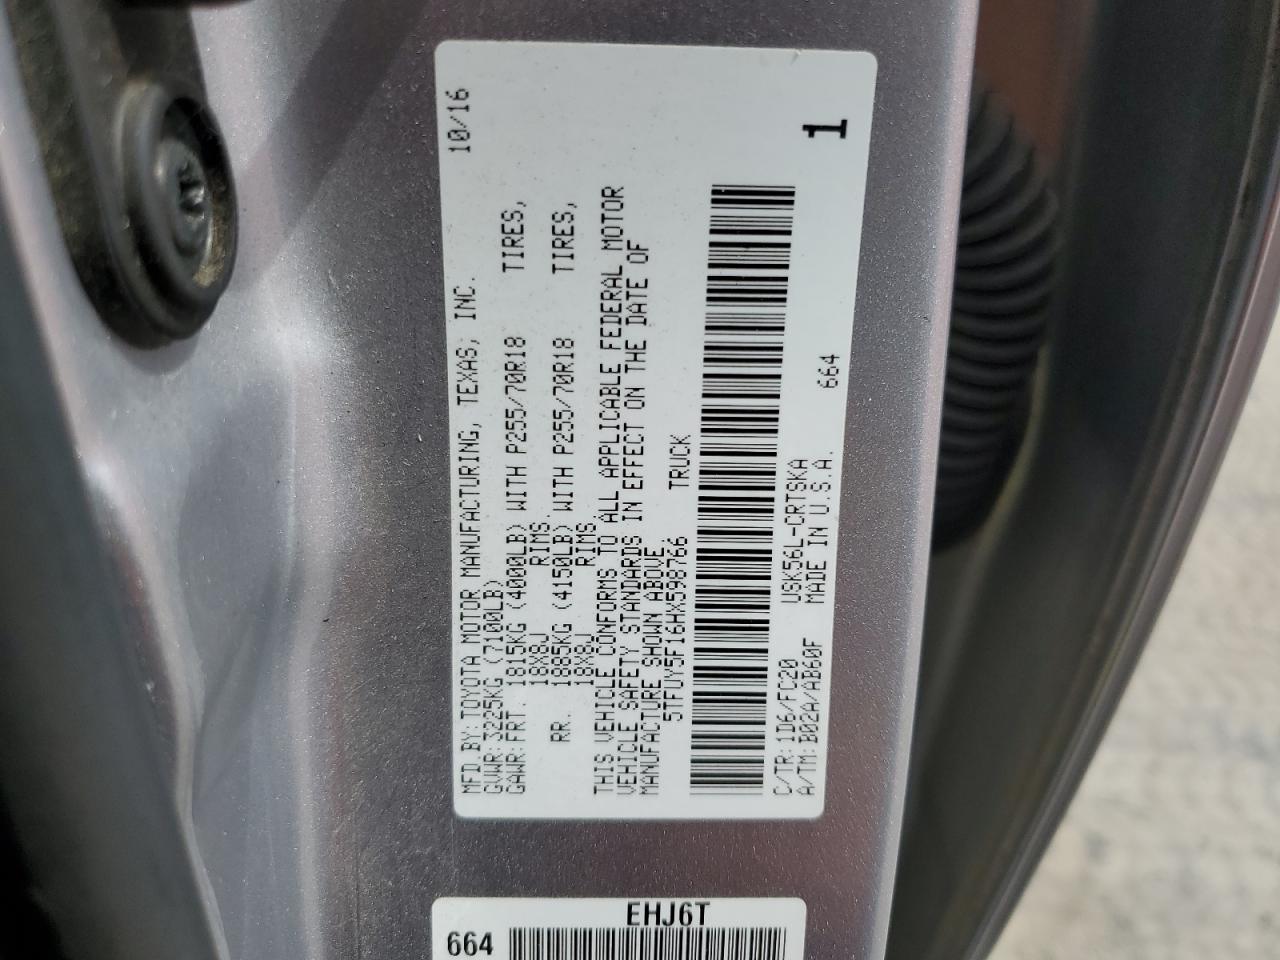 MFD.BY:TOYOTA MOTOR MANUFACTURING, TEXAS, INC. 10/16
GVWR:3225KG (7100LB)
GAWR:FRT. 1815KG (4000LB) WITH P255/70R18 TIRES,
18X8J RIMS
RR. 1885KG (4150LB) WITH P255/70R18 TIRES,
18X8J RIMS.
THIS VEHICLE CONFORMS TO ALL APPLICABLE FEDERAL MOTOR
VEHICLE SAFETY STANDARDS IN EFFECT ON THE DATE OF
MANUFACTURE SHOWN ABOVE.
5TFUY5F16HX598766 TRUCK
C/TR:1D6/FC20 USK56L-CRTSKA
A/TM:B02A/AB60F MADE IN U.S.A. 664
1
EHJ6T
664